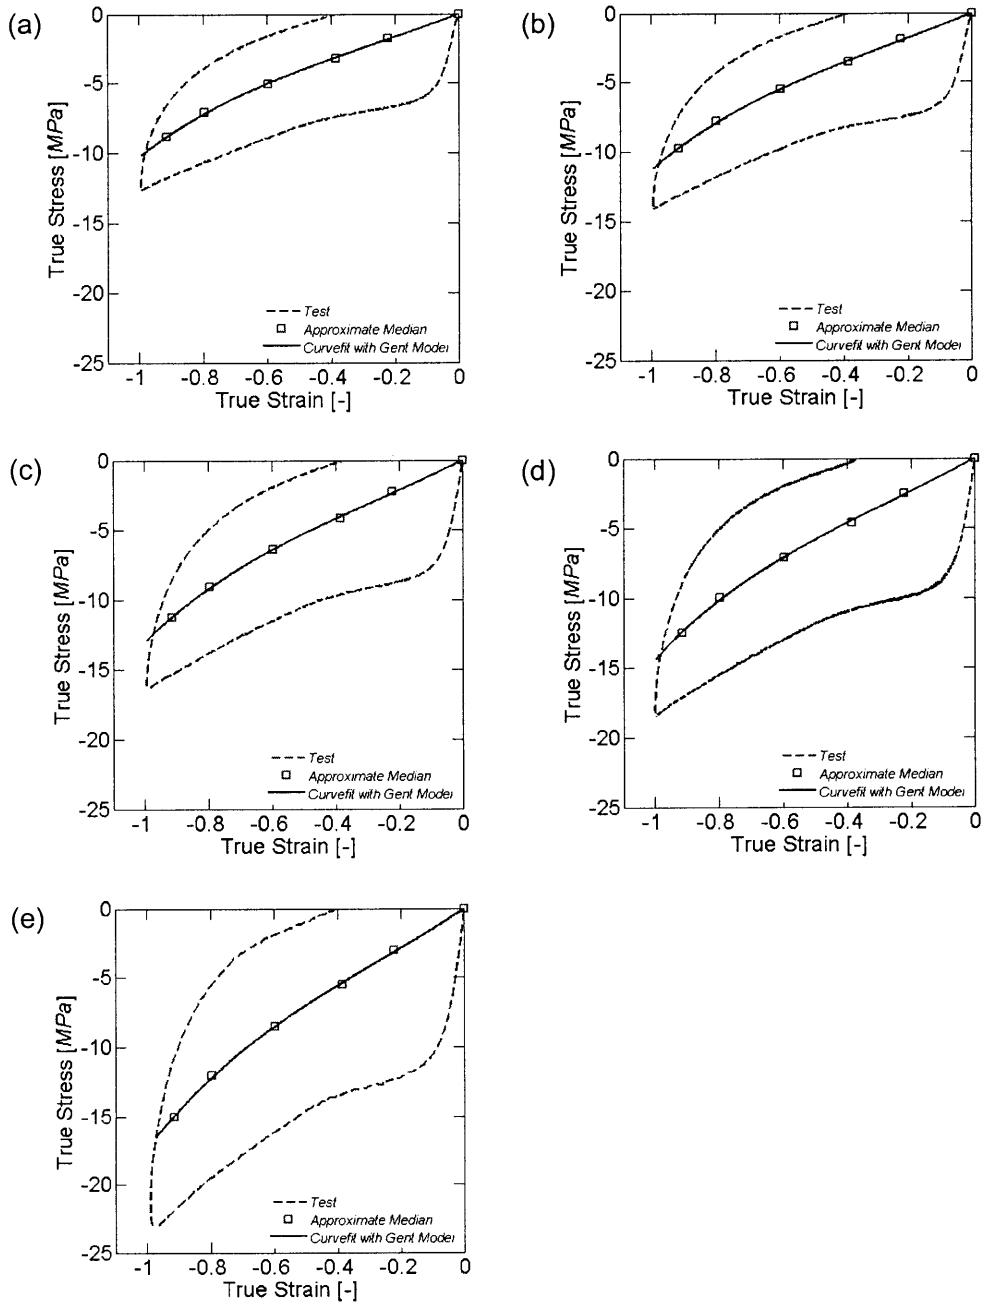 (a)
0
-5
-10
-15
-20
-25
True Stress [MPa]
Test
Approximate Median
Curvefit with Gent Model
-1 -0.8 -0.6 -0.4 -0.2 0
True Strain [-]
(b)
0
-5
-10
-15
-20
-25
True Stress [MPa]
Test
Approximate Median
Curvefit with Gent Model
-1 -0.8 -0.6 -0.4 -0.2 0
True Strain [-]
(c)
0
-5
-10
-15
-20
-25
True Stress [MPa]
Test
Approximate Median
Curvefit with Gent Model
-1 -0.8 -0.6 -0.4 -0.2 0
True Strain [-]
(d)
0
-5
-10
-15
-20
-25
True Stress [MPa]
Test
Approximate Median
Curvefit with Gent Model
-1 -0.8 -0.6 -0.4 -0.2 0
True Strain [-]
(e)
0
-5
-10
-15
-20
-25
True Stress [MPa]
Test
Approximate Median
Curvefit with Gent Model
-1 -0.8 -0.6 -0.4 -0.2 0
True Strain [-]